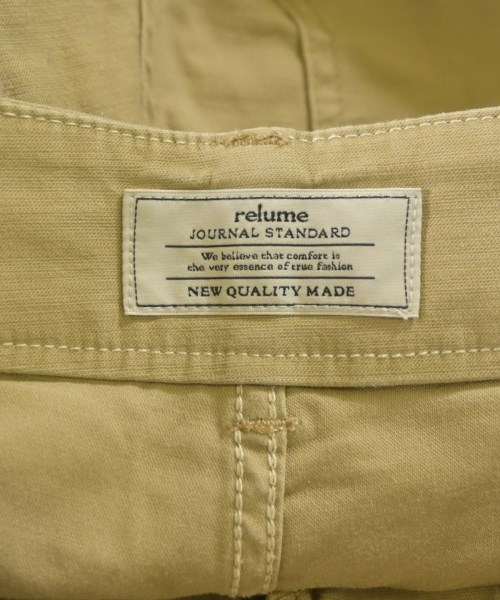 relume
JOURNAL STANDARD
We believe that comfort is
the very essence of true fashion
NEW QUALITY MADE